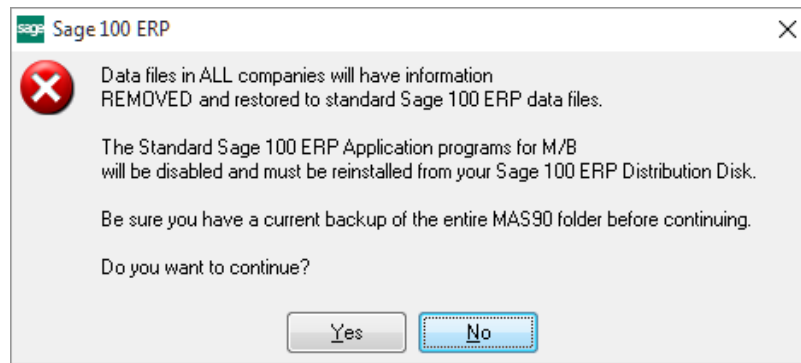 sage Sage 100 ERP
Data files in ALL companies will have information
REMOVED and restored to standard Sage 100 ERP data files.
The Standard Sage 100 ERP Application programs for M/B
will be disabled and must be reinstalled from your Sage 100 ERP Distribution Disk.
Be sure you have a current backup of the entire MAS90 folder before continuing.
Do you want to continue?
Yes No